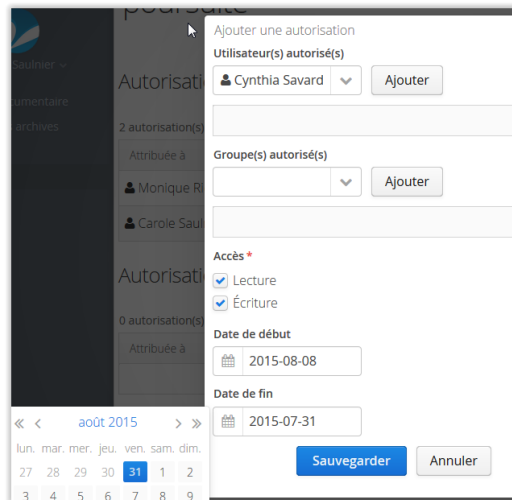 poursuite
Saulnier
umentaire
archives
Autorisati
2 autorisation(s)
Attribuée à
Monique Ri
Carole Saul
Autorisati
0 autorisation(s)
Attribuée à
Ajouter une autorisation
Utilisateur(s) autorisé(s)
Cynthia Savard
Ajouter
Groupe(s) autorisé(s)
Ajouter
Accès *
Lecture
Écriture
Date de début
2015-08-08
Date de fin
2015-07-31
Sauvegarder Annuler
« < août 2015 > »
lun. mar. mer. jeu. ven. sam. dim.
27 28 29 30 31 1 2
3 4 5 6 7 8 9